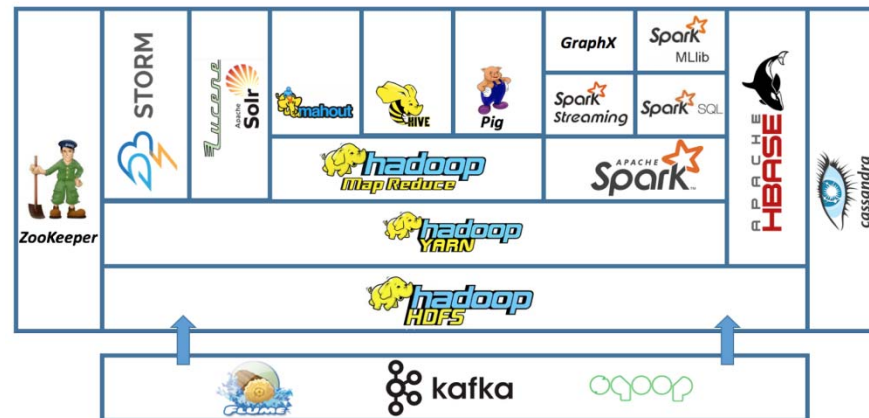 ZooKeeper
STORM
Lucene
Apache
Solr
mahout
HIVE
Pig
GraphX
Spark
MLlib
Spark
Streaming
Spark SQL
hadoop
Map Reduce
APACHE
Spark™
APACHE
HBASE
cassandra
hadoop
YARN
hadoop
HDFS
FLUME
kafka
sqoop